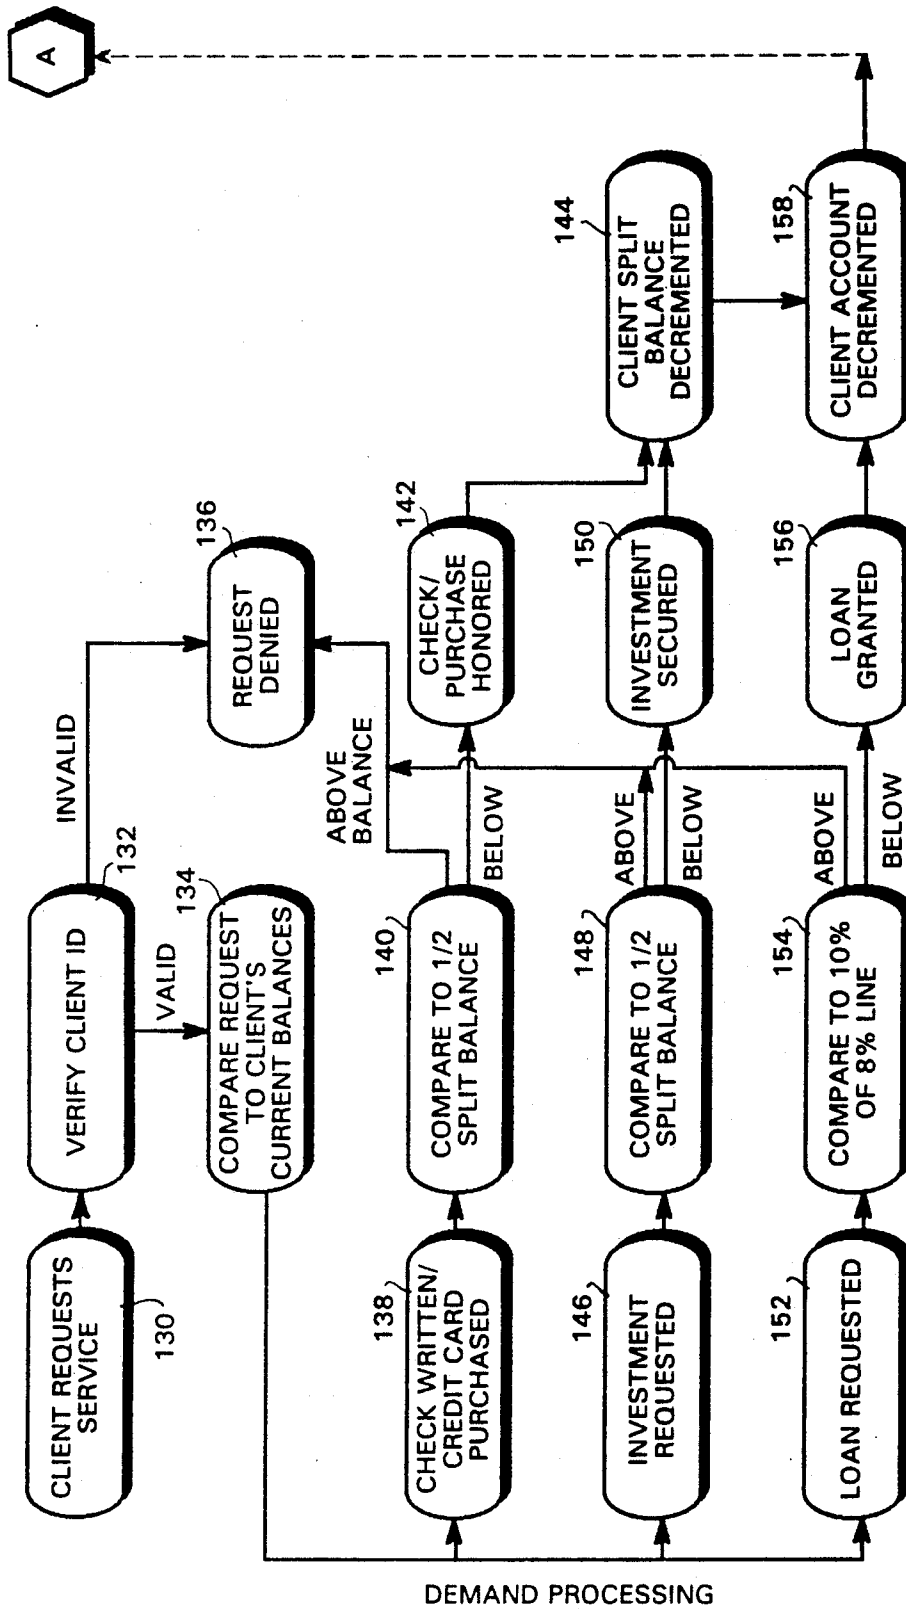 CLIENT REQUESTS
SERVICE
130
VERIFY CLIENT ID
132
INVALID
VALID
COMPARE REQUEST
TO CLIENT'S
CURRENT BALANCES
134
REQUEST
DENIED
136
A
DEMAND PROCESSING
CHECK WRITTEN/
CREDIT CARD
PURCHASED
138
COMPARE TO 1/2
SPLIT BALANCE
140
ABOVE
BALANCE
BELOW
CHECK/
PURCHASE
HONORED
142
INVESTMENT
REQUESTED
146
COMPARE TO 1/2
SPLIT BALANCE
148
ABOVE
BELOW
INVESTMENT
SECURED
150
CLIENT SPLIT
BALANCE
DECREMENTED
144
LOAN REQUESTED
152
COMPARE TO 10%
OF 8% LINE
154
ABOVE
BELOW
LOAN
GRANTED
156
CLIENT ACCOUNT
DECREMENTED
158